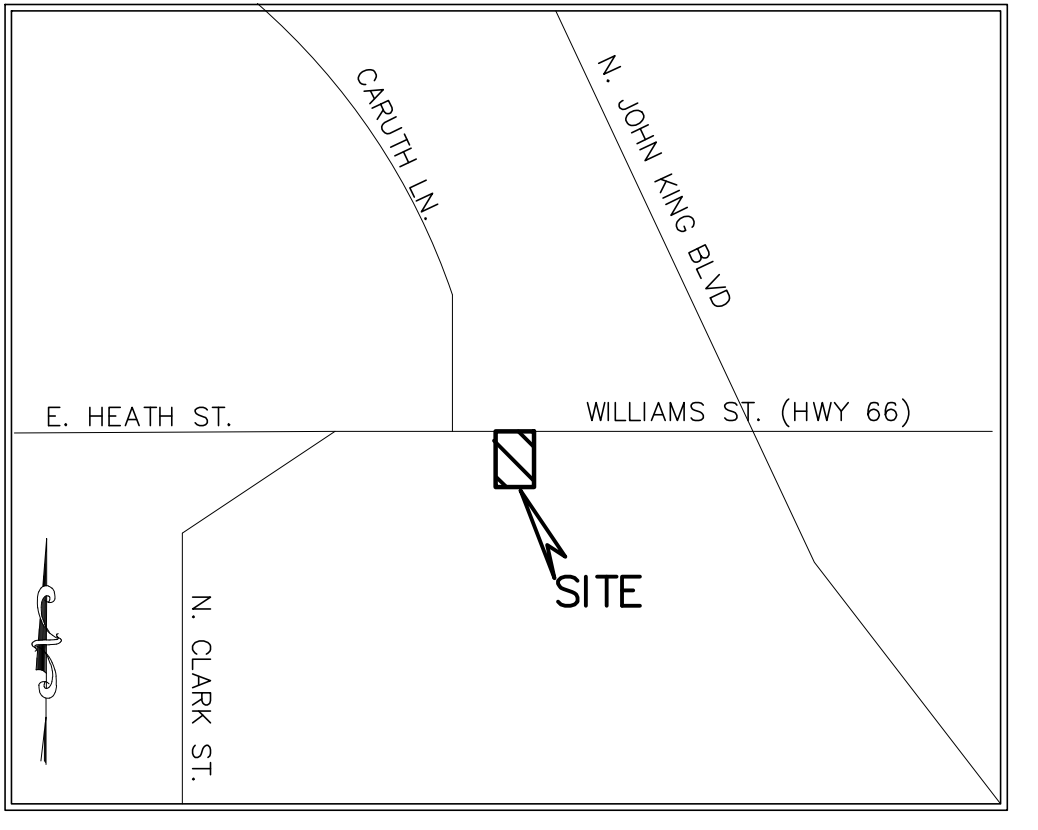 CARUTH LN.
N. JOHN KING BLVD
E. HEATH ST.
WILLIAMS ST. (HWY 66)
SITE
N. CLARK ST.